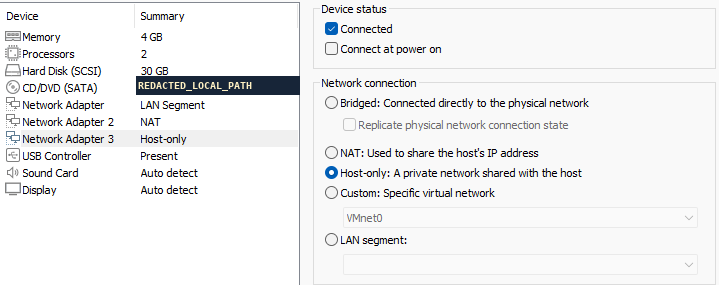 Device Summary
Memory 4 GB
Processors 2
Hard Disk (SCSI) 30 GB
CD/DVD (SATA) REDACTED_LOCAL_PATH
Network Adapter LAN Segment
Network Adapter 2 NAT
Network Adapter 3 Host-only
USB Controller Present
Sound Card Auto detect
Display Auto detect
Device status
Connected
Connect at power on
Network connection
Bridged: Connected directly to the physical network
Replicate physical network connection state
NAT: Used to share the host's IP address
Host-only: A private network shared with the host
Custom: Specific virtual network
VMnet0
LAN segment: